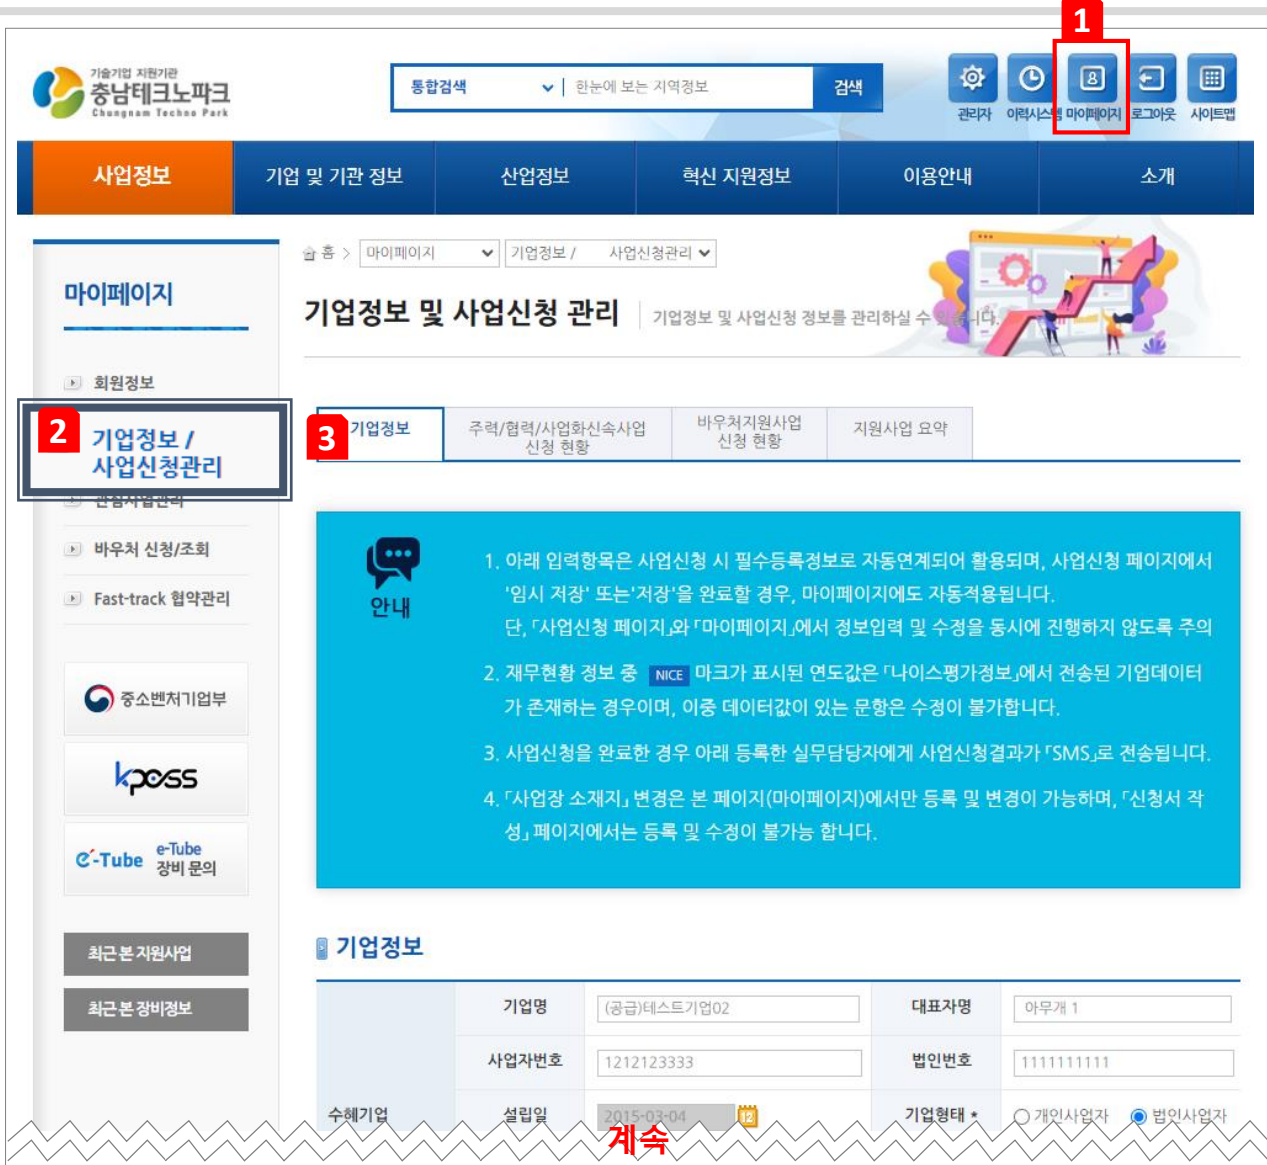 1
기술기업 지원기관
충남테크노파크
Chungnam Techno Park
통합검색
한눈에 보는 지역정보
검색
관리자
이력시스템
마이페이지
로그아웃
사이트맵
사업정보
기업 및 기관 정보
산업정보
혁신 지원정보
이용안내
소개
홈 > 마이페이지
기업정보 / 사업신청관리
마이페이지
기업정보 및 사업신청 관리
기업정보 및 사업신청 정보를 관리하실 수 있습니다.
회원정보
2
기업정보 /
사업신청관리
관심사업관리
바우처 신청/조회
Fast-track 협약관리
중소벤처기업부
kposs
e-Tube
e-Tube
장비 문의
최근 본 지원사업
최근 본 장비정보
3
기업정보
주력/협력/사업화신속사업
신청 현황
바우처지원사업
신청 현황
지원사업 요약
안내
1. 아래 입력항목은 사업신청 시 필수등록정보로 자동연계되어 활용되며, 사업신청 페이지에서
'임시 저장' 또는'저장'을 완료할 경우, 마이페이지에도 자동적용됩니다.
단, ｢사업신청 페이지｣와 ｢마이페이지｣에서 정보입력 및 수정을 동시에 진행하지 않도록 주의
2. 재무현황 정보 중 NICE 마크가 표시된 연도값은 ｢나이스평가정보｣에서 전송된 기업데이터
가 존재하는 경우이며, 이중 데이터값이 있는 문항은 수정이 불가합니다.
3. 사업신청을 완료한 경우 아래 등록한 실무담당자에게 사업신청결과가 ｢SMS｣로 전송됩니다.
4. ｢사업장 소재지｣ 변경은 본 페이지(마이페이지)에서만 등록 및 변경이 가능하며, ｢신청서 작
성｣ 페이지에서는 등록 및 수정이 불가능 합니다.
기업정보
기업명
(공급)테스트기업02
대표자명
아무개 1
사업자번호
1212123333
법인번호
1111111111
수혜기업
설립일
2015-03-04
12
기업형태 *
개인사업자
법인사업자
계속